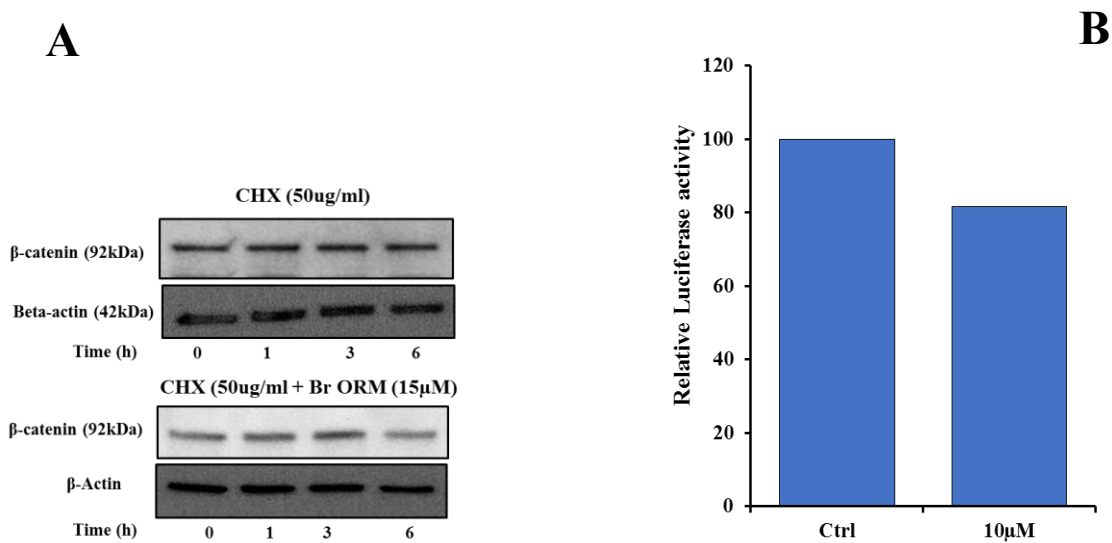 A
CHX (50ug/ml)
β-catenin (92kDa)
Beta-actin (42kDa)
Time (h) 0 1 3 6
CHX (50ug/ml + Br ORM (15µM)
β-catenin (92kDa)
β-Actin
Time (h) 0 1 3 6
B
Relative Luciferase activity
120
100
80
60
40
20
0
Ctrl 10µM